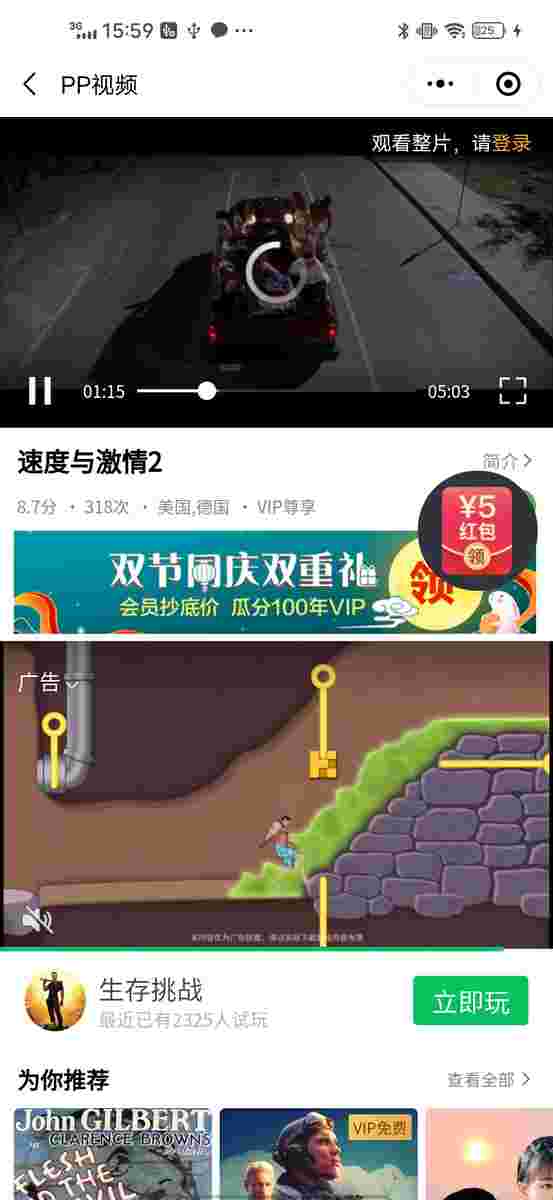 3G 15:59 25
PP视频
观看整片，请登录
01:15 05:03
速度与激情2 简介
8.7分 · 318次 · 美国,德国 · VIP尊享
¥5
红包
领
双节同庆双重礼
会员抄底价 瓜分100年VIP
领
广告
生存挑战
最近已有2325人试玩
立即玩
为你推荐 查看全部
John GILBERT
CLARENCE BROWN'S
FLESH
AND THE
DEVIL
VIP免费